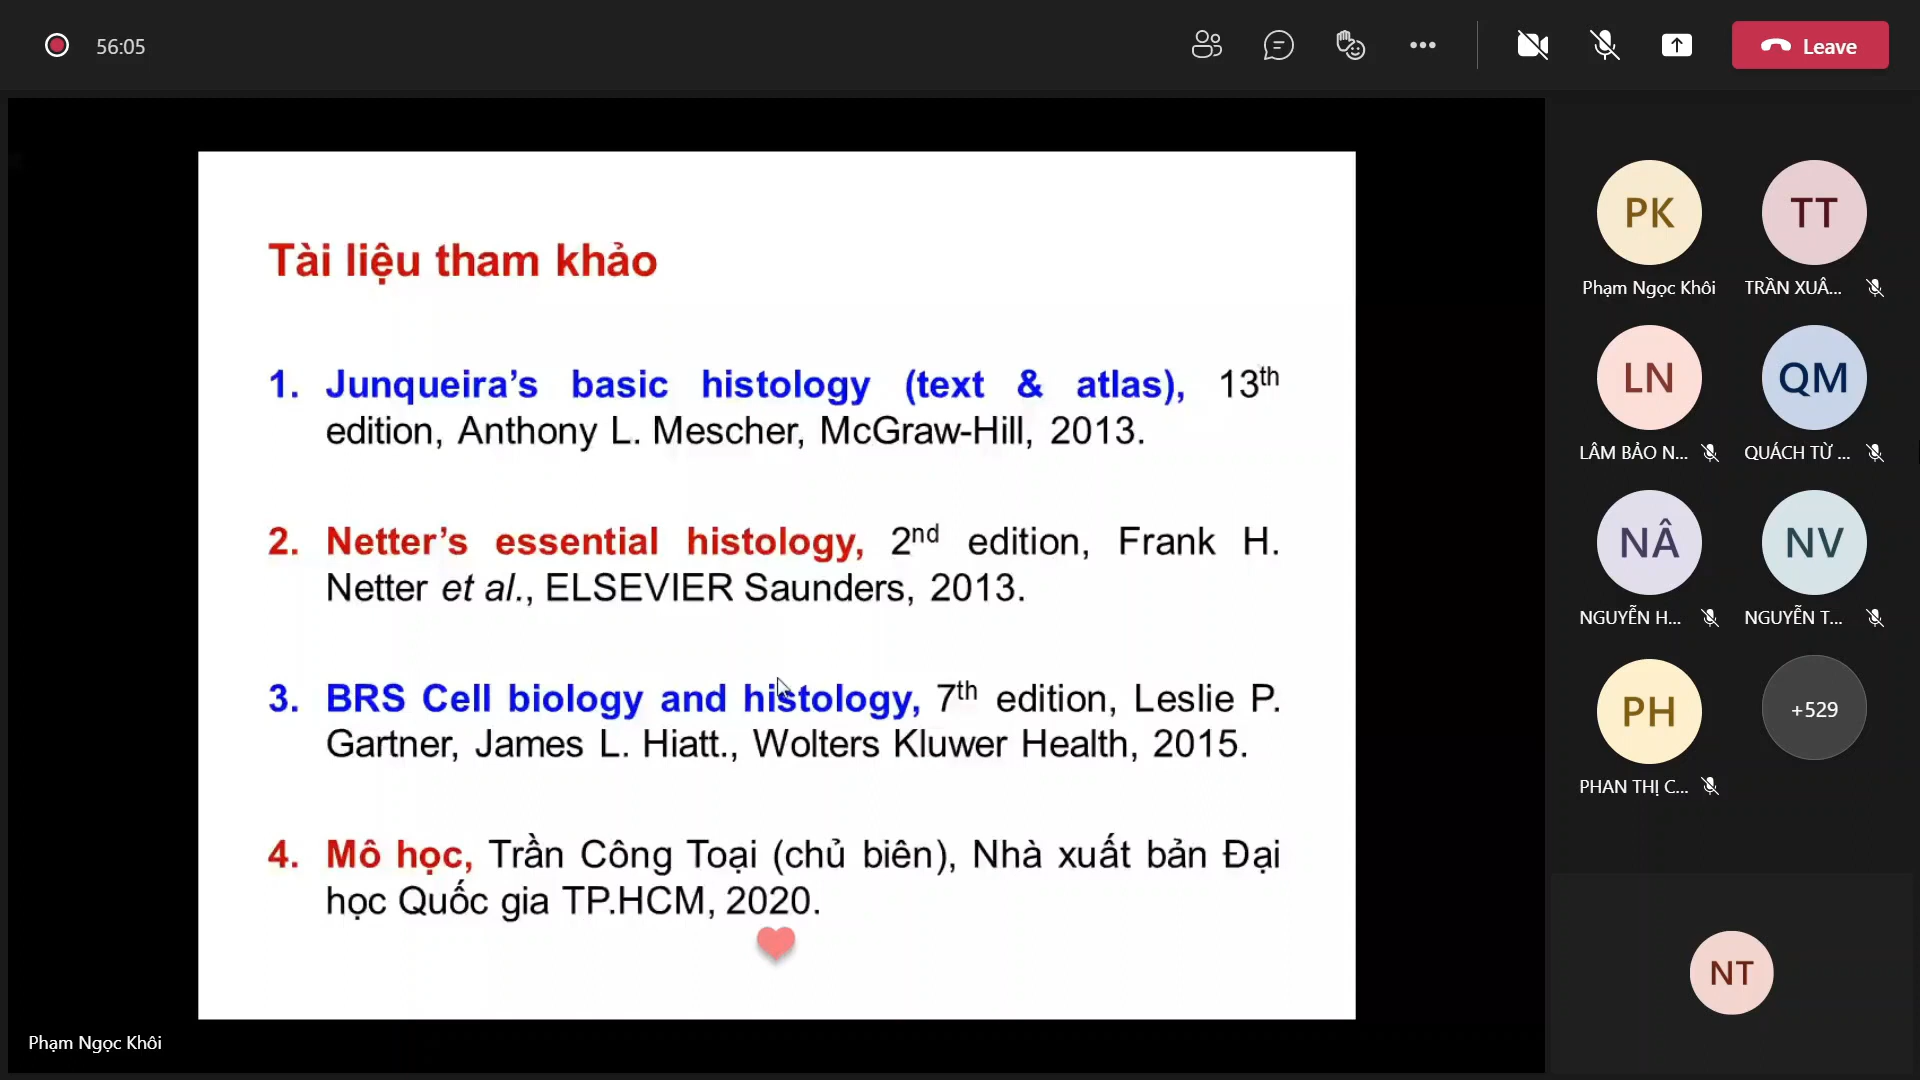 56:05
Leave
Tài liệu tham khảo
1. Junqueira's basic histology (text & atlas), 13th
edition, Anthony L. Mescher, McGraw-Hill, 2013.
2. Netter's essential histology, 2nd edition, Frank H.
Netter et al., ELSEVIER Saunders, 2013.
3. BRS Cell biology and histology, 7th edition, Leslie P.
Gartner, James L. Hiatt., Wolters Kluwer Health, 2015.
4. Mô học, Trần Công Toại (chủ biên), Nhà xuất bản Đại
học Quốc gia TP.HCM, 2020.
Phạm Ngọc Khôi
PK
TT
Phạm Ngọc Khôi
TRẦN XUÂ...
LN
QM
LÂM BẢO N...
QUÁCH TỪ ...
NÂ
NV
NGUYỄN H...
NGUYỄN T...
PH
+529
PHAN THỊ C...
NT